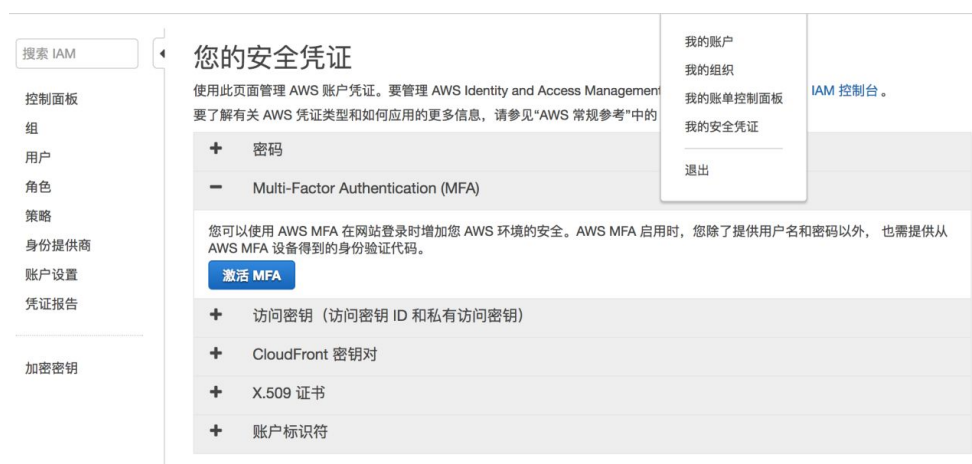 搜索 IAM
控制面板
组
用户
角色
策略
身份提供商
账户设置
凭证报告
加密密钥
您的安全凭证
使用此页面管理 AWS 账户凭证。要管理 AWS Identity and Access Management
IAM 控制台。
要了解有关 AWS 凭证类型和如何应用的更多信息，请参见“AWS 常规参考”中的
我的账户
我的组织
我的账单控制面板
我的安全凭证
退出
+ 密码
− Multi-Factor Authentication (MFA)
您可以使用 AWS MFA 在网站登录时增加您 AWS 环境的安全。AWS MFA 启用时，您除了提供用户名和密码以外， 也需提供从
AWS MFA 设备得到的身份验证代码。
激活 MFA
+ 访问密钥（访问密钥 ID 和私有访问密钥）
+ CloudFront 密钥对
+ X.509 证书
+ 账户标识符